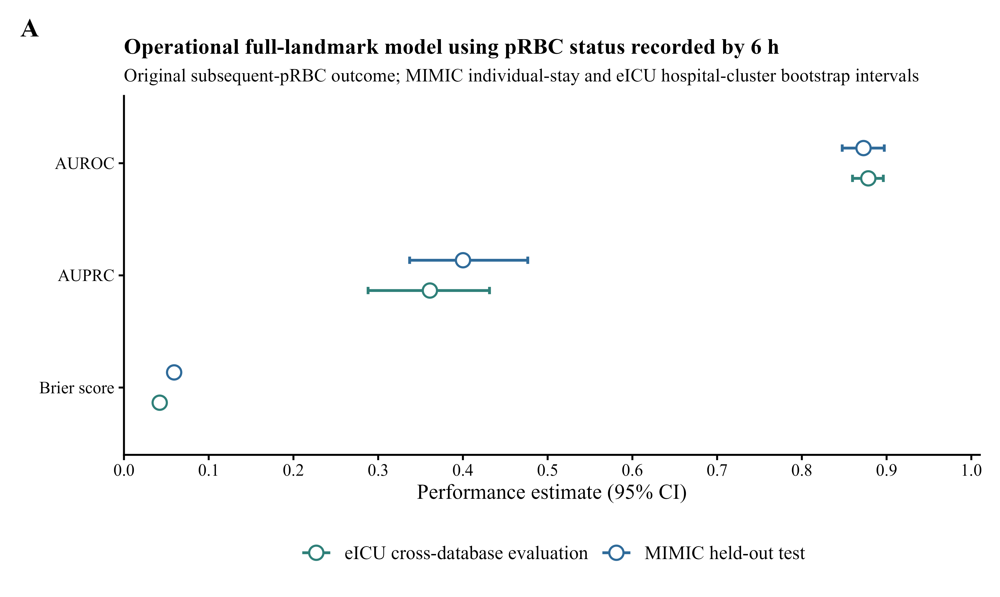 A
Operational full-landmark model using pRBC status recorded by 6 h
Original subsequent-pRBC outcome; MIMIC individual-stay and eICU hospital-cluster bootstrap intervals
AUROC
AUPRC
Brier score
0.0 0.1 0.2 0.3 0.4 0.5 0.6 0.7 0.8 0.9 1.0
Performance estimate (95% CI)
eICU cross-database evaluation MIMIC held-out test